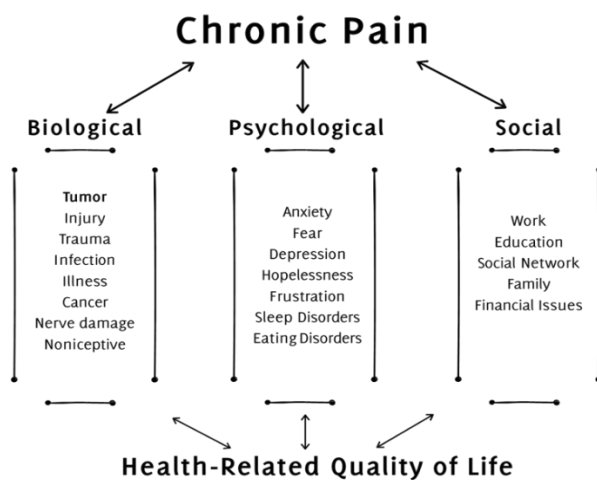 Chronic Pain
Biological
Tumor
Injury
Trauma
Infection
Illness
Cancer
Nerve damage
Noniceptive
Psychological
Anxiety
Fear
Depression
Hopelessness
Frustration
Sleep Disorders
Eating Disorders
Social
Work
Education
Social Network
Family
Financial Issues
Health-Related Quality of Life